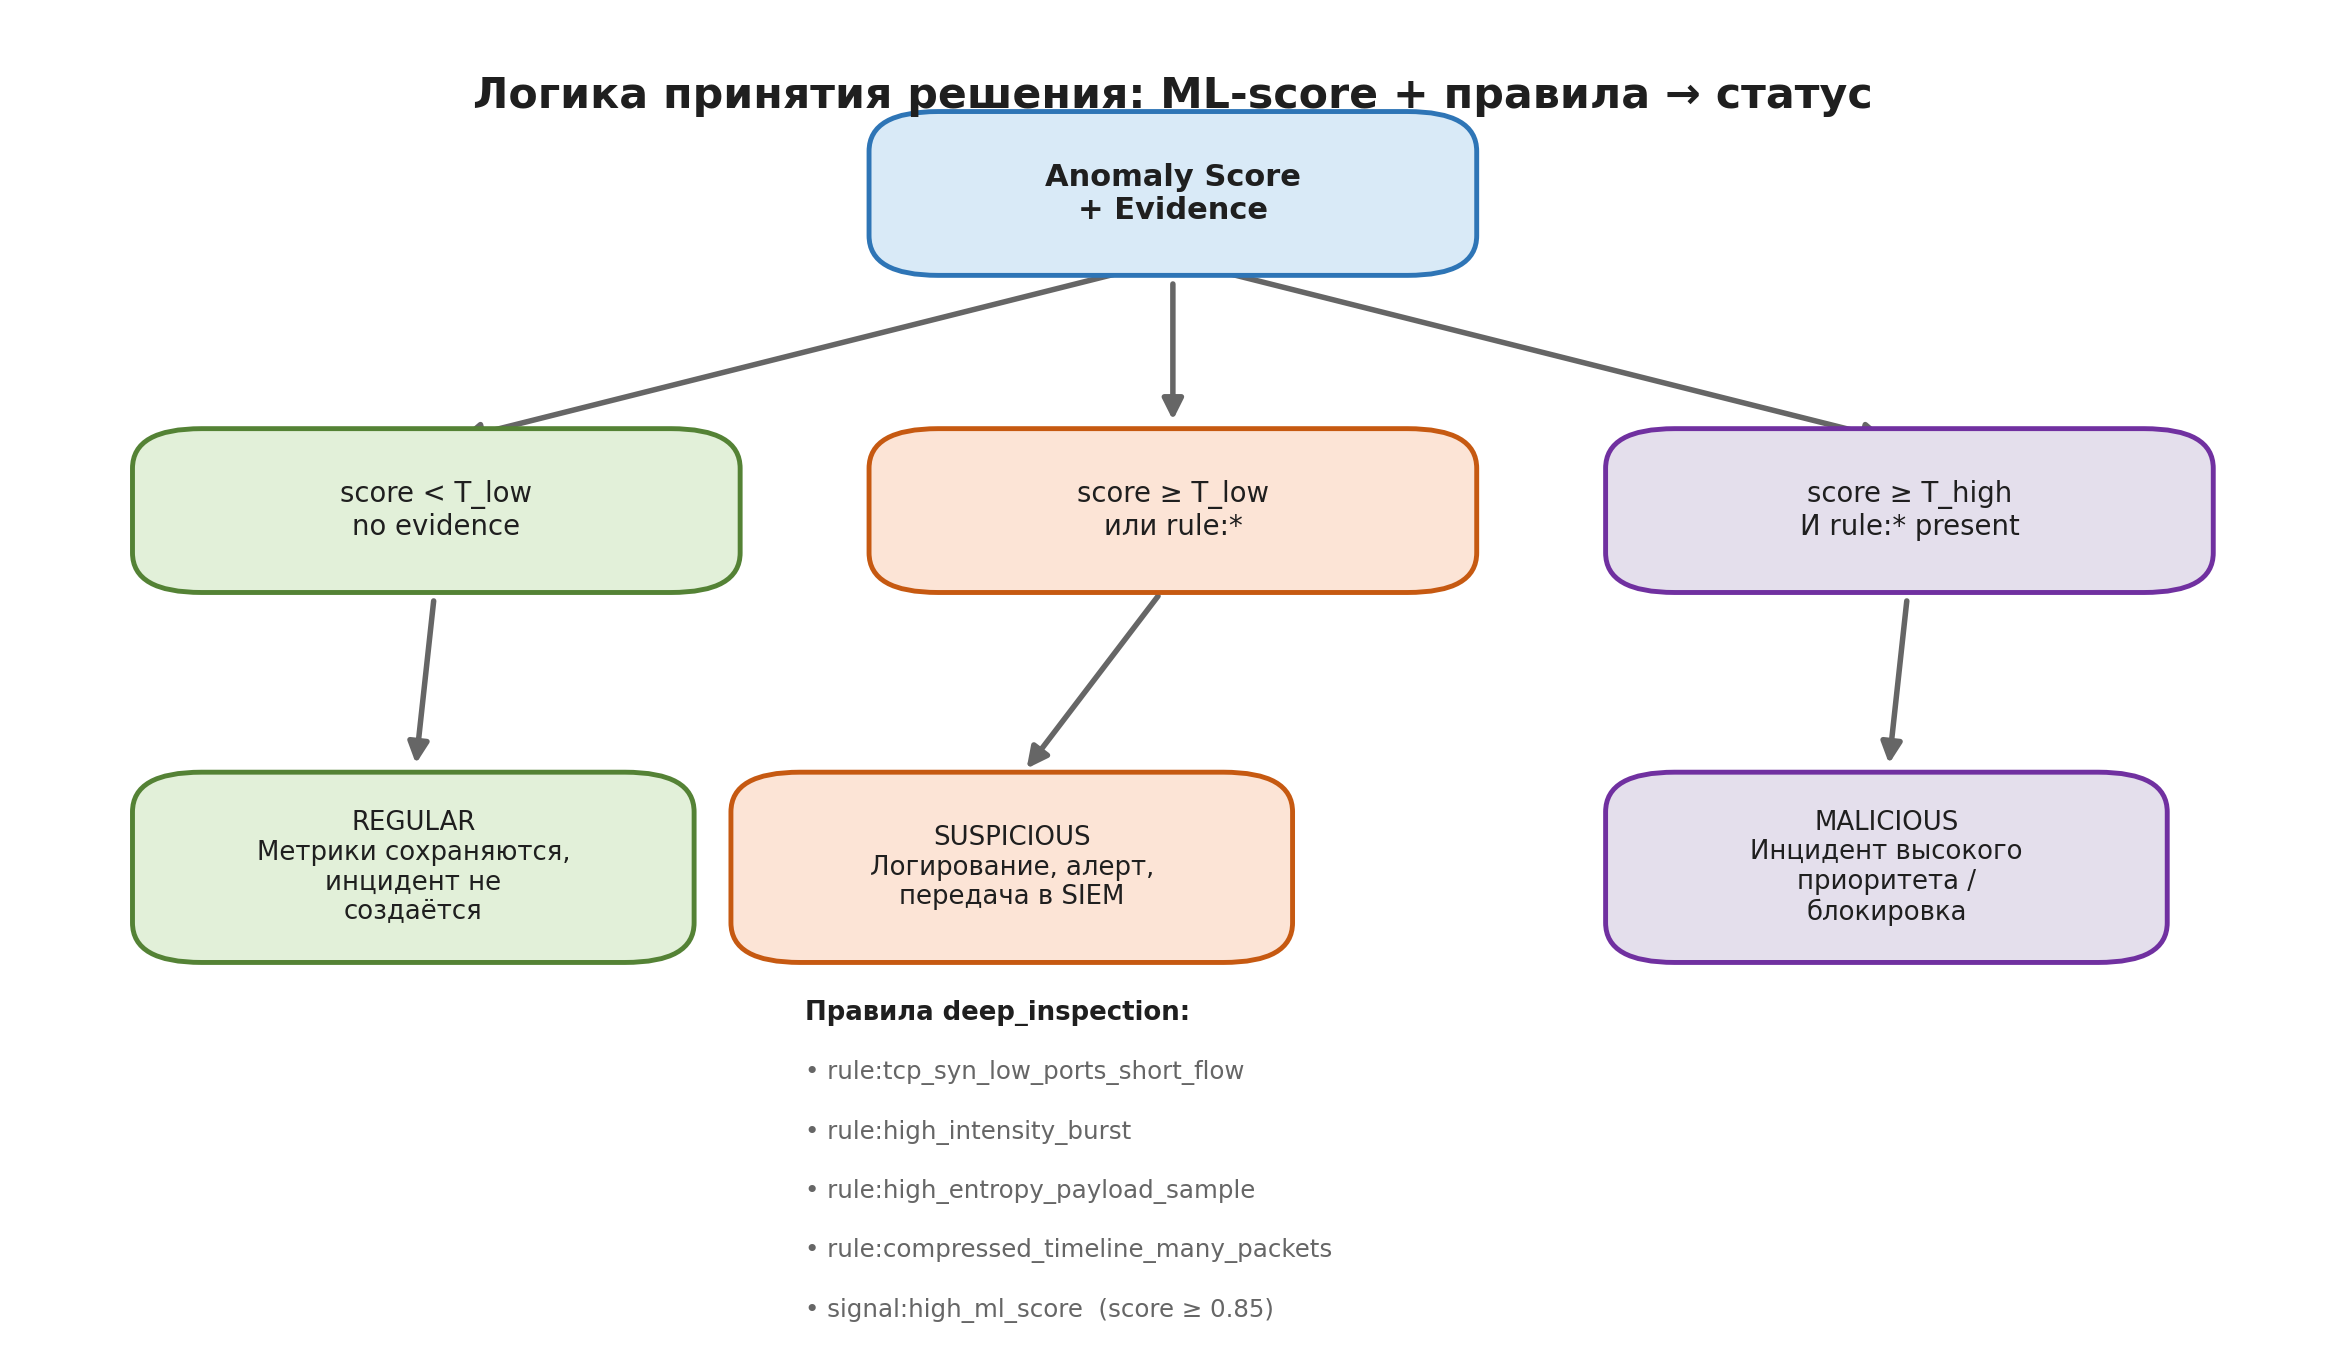 Логика принятия решения: ML-score + правила → статус
Anomaly Score
+ Evidence
score < T_low
no evidence
score ≥ T_low
или rule:*
score ≥ T_high
И rule:* present
REGULAR
Метрики сохраняются,
инцидент не
создаётся
SUSPICIOUS
Логирование, алерт,
передача в SIEM
MALICIOUS
Инцидент высокого
приоритета /
блокировка
Правила deep_inspection:
• rule:tcp_syn_low_ports_short_flow
• rule:high_intensity_burst
• rule:high_entropy_payload_sample
• rule:compressed_timeline_many_packets
• signal:high_ml_score  (score ≥ 0.85)